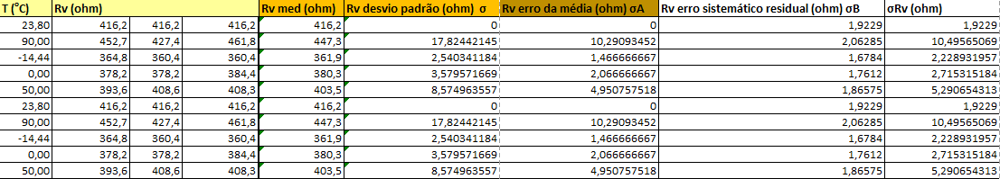 T (°C) Rv (ohm) Rv med (ohm) Rv desvio padrão (ohm) σ Rv erro da média (ohm) σA Rv erro sistemático residual (ohm) σB σRv (ohm)
23,80 416,2 416,2 416,2 416,2 0 0 1,9229 1,9229
90,00 452,7 427,4 461,8 447,3 17,82442145 10,29093452 2,06285 10,49565069
-14,44 364,8 360,4 360,4 361,9 2,540341184 1,466666667 1,6784 2,228931957
0,00 378,2 378,2 384,4 380,3 3,579571669 2,066666667 1,7612 2,715315184
50,00 393,6 408,6 408,3 403,5 8,574963557 4,950757518 1,86575 5,290654313
23,80 416,2 416,2 416,2 416,2 0 0 1,9229 1,9229
90,00 452,7 427,4 461,8 447,3 17,82442145 10,29093452 2,06285 10,49565069
-14,44 364,8 360,4 360,4 361,9 2,540341184 1,466666667 1,6784 2,228931957
0,00 378,2 378,2 384,4 380,3 3,579571669 2,066666667 1,7612 2,715315184
50,00 393,6 408,6 408,3 403,5 8,574963557 4,950757518 1,86575 5,290654313